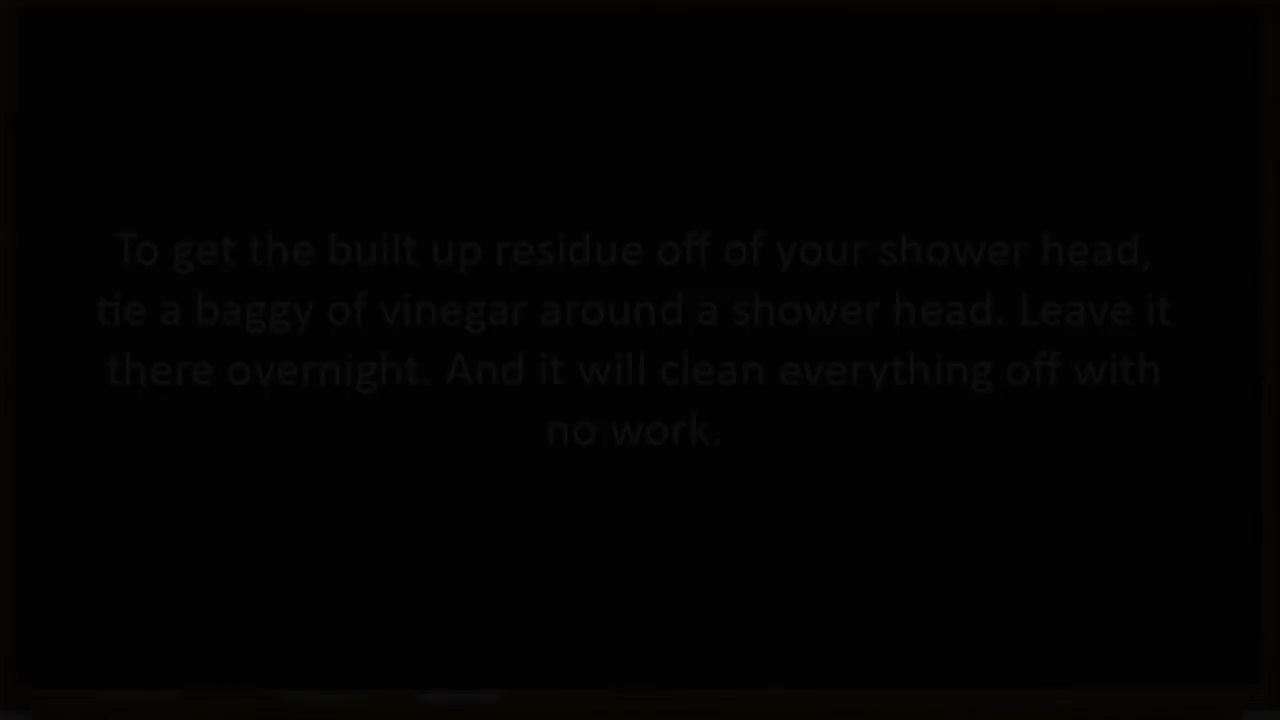 To get the built up residue off of your shower head,
tie a baggy of vinegar around a shower head. Leave it
there overnight. And it will clean everything off with
no work.